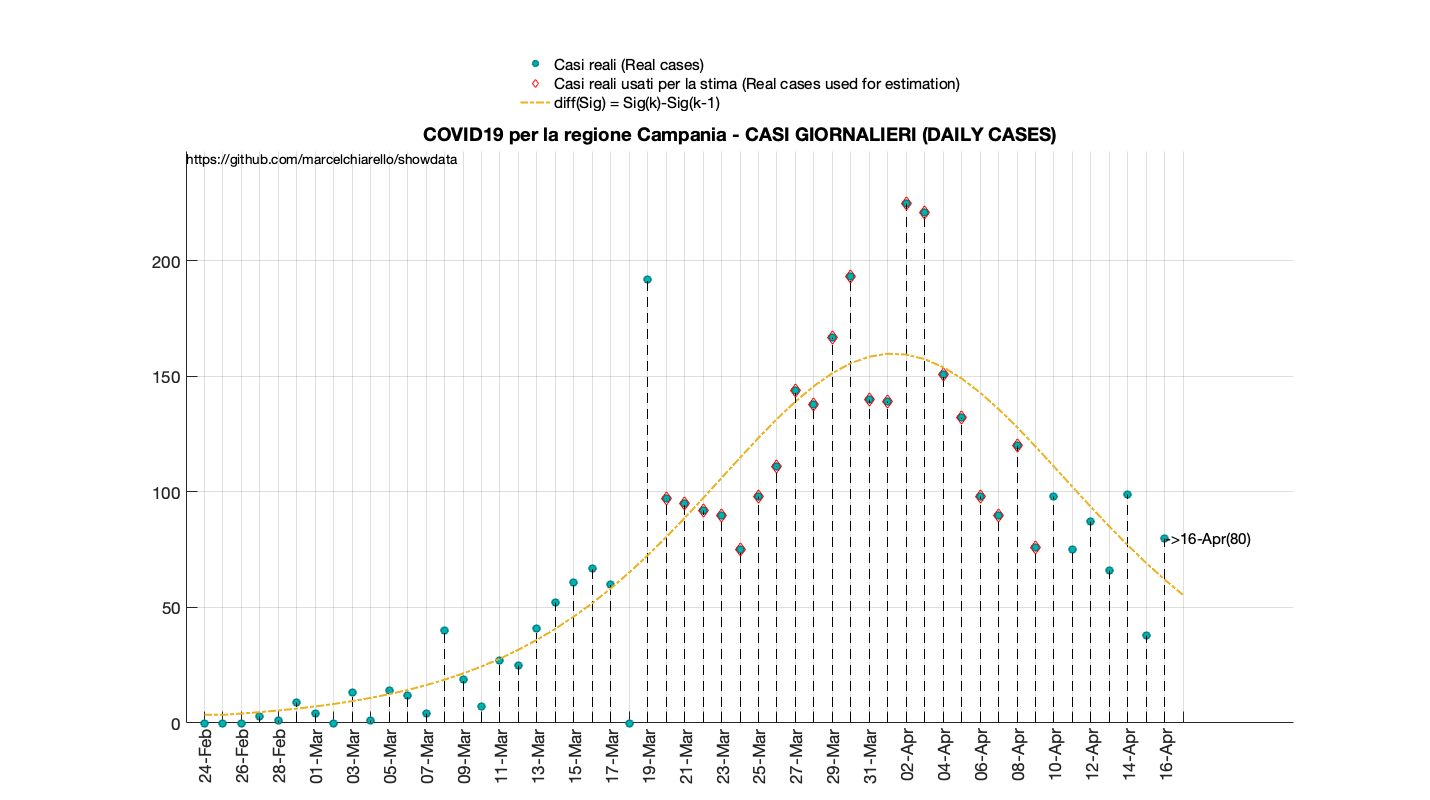 Casi reali (Real cases)
Casi reali usati per la stima (Real cases used for estimation)
diff(Sig) = Sig(k)-Sig(k-1)
COVID19 per la regione Campania - CASI GIORNALIERI (DAILY CASES)
https://github.com/marcelchiarello/showdata
200
150
100
50
0
->16-Apr(80)
24-Feb
26-Feb
28-Feb
01-Mar
03-Mar
05-Mar
07-Mar
09-Mar
11-Mar
13-Mar
15-Mar
17-Mar
19-Mar
21-Mar
23-Mar
25-Mar
27-Mar
29-Mar
31-Mar
02-Apr
04-Apr
06-Apr
08-Apr
10-Apr
12-Apr
14-Apr
16-Apr